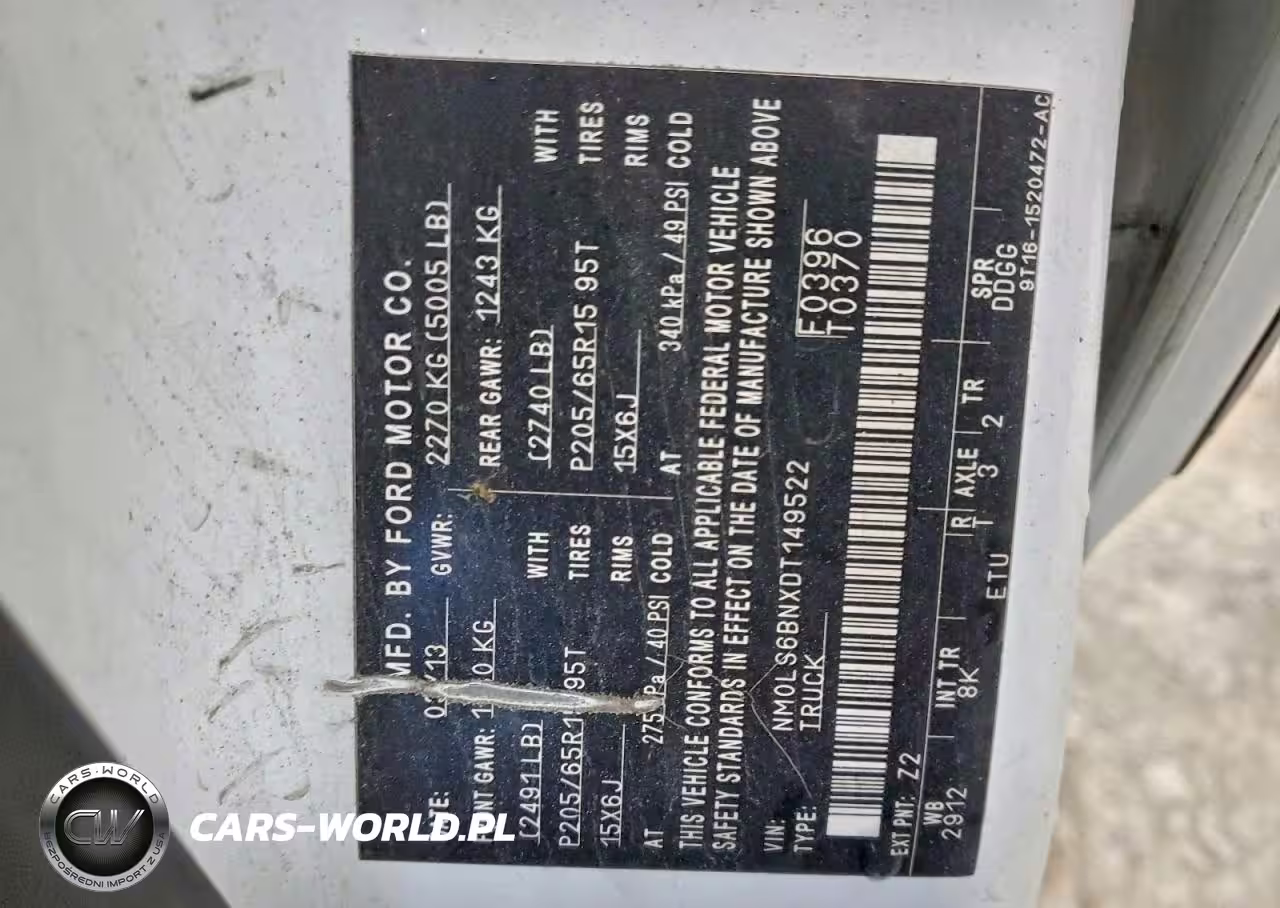 MFD. BY FORD MOTOR CO.
GVWR: 2270 KG (5005 LB)
REAR GAWR: 1243 KG
(2491 LB) WITH (2740 LB) WITH
TIRES P205/65R15 95T TIRES
15X6J RIMS 15X6J RIMS
AT COLD AT 340 kPa / 49 PSI COLD
THIS VEHICLE CONFORMS TO ALL APPLICABLE FEDERAL MOTOR VEHICLE
SAFETY STANDARDS IN EFFECT ON THE DATE OF MANUFACTURE SHOWN ABOVE
VIN: NM0LS6BNXDT149522
TYPE: TRUCK
F0396
T0370
EXT PNT: Z2
WB INT TR R AXLE TR SPR
2912 8K T 3 2 DDGG
ETU
9T16-1520472-AC
CARS-WORLD
CW
BEZPOŚREDNI IMPORT Z USA
CARS-WORLD.PL